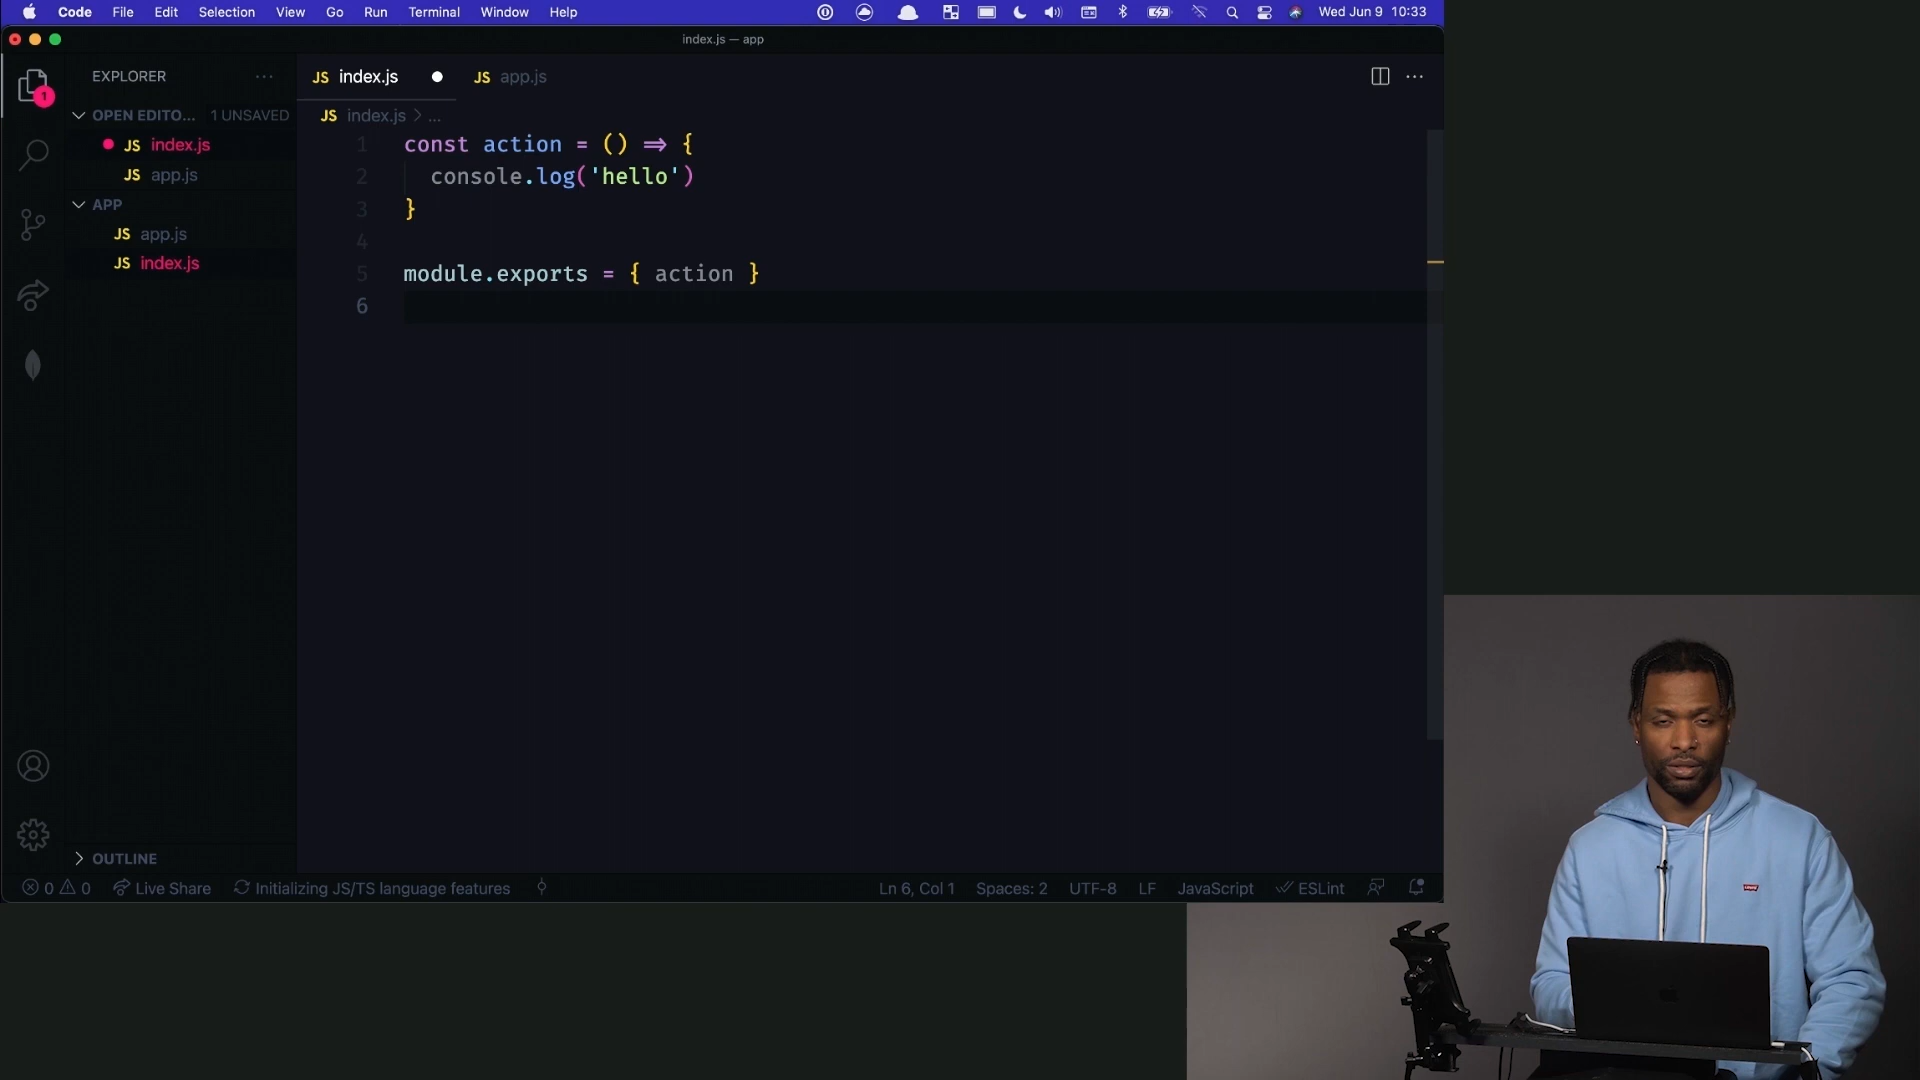 Code File Edit Selection View Go Run Terminal Window Help Wed Jun 9 10:33
index.js — app
EXPLORER
JS index.js
JS app.js
1
OPEN EDITO... 1 UNSAVED
JS index.js
JS app.js
APP
JS app.js
JS index.js
OUTLINE
JS index.js > ...
1 const action = () => {
2 console.log('hello')
3 }
4
5 module.exports = { action }
6
0 0 Live Share Initializing JS/TS language features Ln 6, Col 1 Spaces: 2 UTF-8 LF JavaScript ESLint